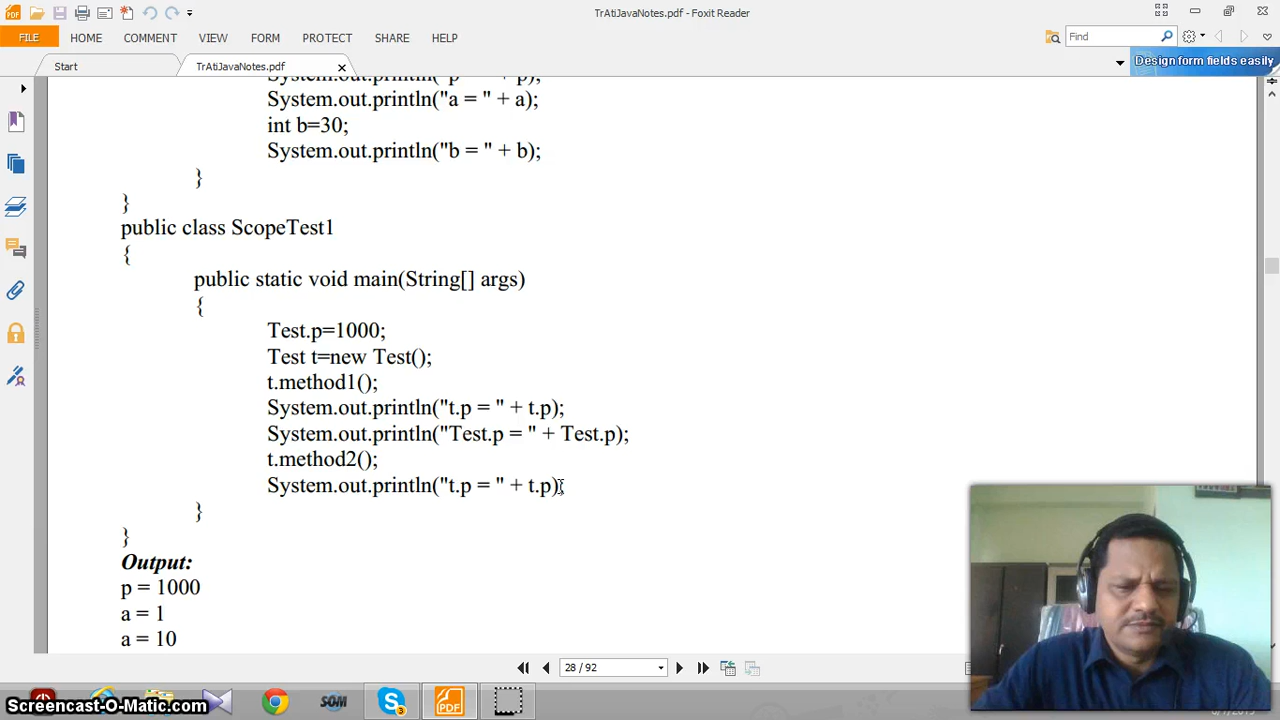 TrAtiJavaNotes.pdf - Foxit Reader
FILE HOME COMMENT VIEW FORM PROTECT SHARE HELP
Find
Start TrAtiJavaNotes.pdf
Design form fields easily
System.out.println("a = " + a);
int b=30;
System.out.println("b = " + b);
}
}
public class ScopeTest1
{
public static void main(String[] args)
{
Test.p=1000;
Test t=new Test();
t.method1();
System.out.println("t.p = " + t.p);
System.out.println("Test.p = " + Test.p);
t.method2();
System.out.println("t.p = " + t.p);
}
}
Output:
p = 1000
a = 1
a = 10
28 / 92
SOM
Screencast-O-Matic.com